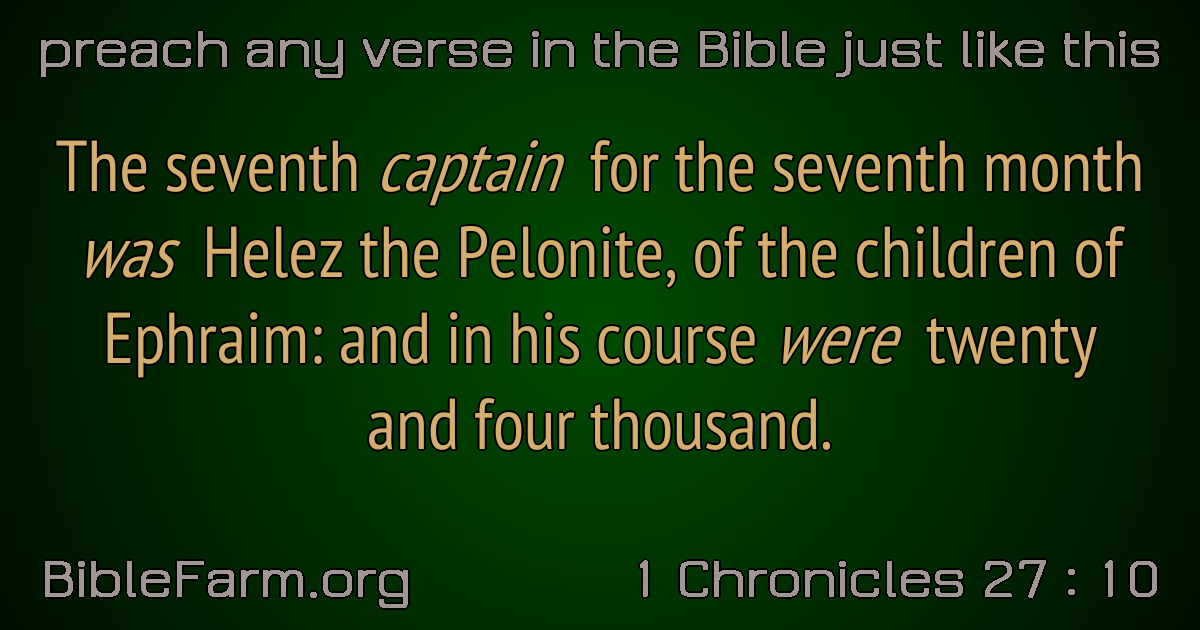 preach any verse in the Bible just like this
The seventh captain for the seventh month
was Helez the Pelonite, of the children of
Ephraim: and in his course were twenty
and four thousand.
BibleFarm.org
1 Chronicles 27 : 10